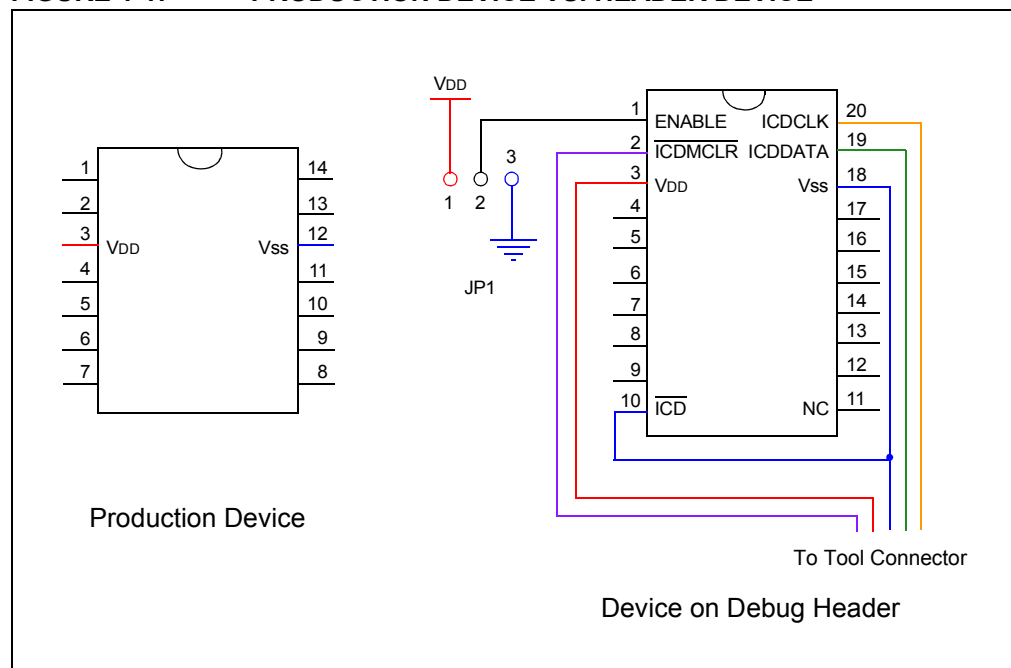 VDD
1 ENABLE ICDCLK 20
2 ICDMCLR ICDDATA 19
3 VDD Vss 18
4 17
5 16
6 15
7 14
8 13
9 12
10 ICD NC 11
1 2 3
JP1
1 14
2 13
3 VDD Vss 12
4 11
5 10
6 9
7 8
Production Device
To Tool Connector
Device on Debug Header